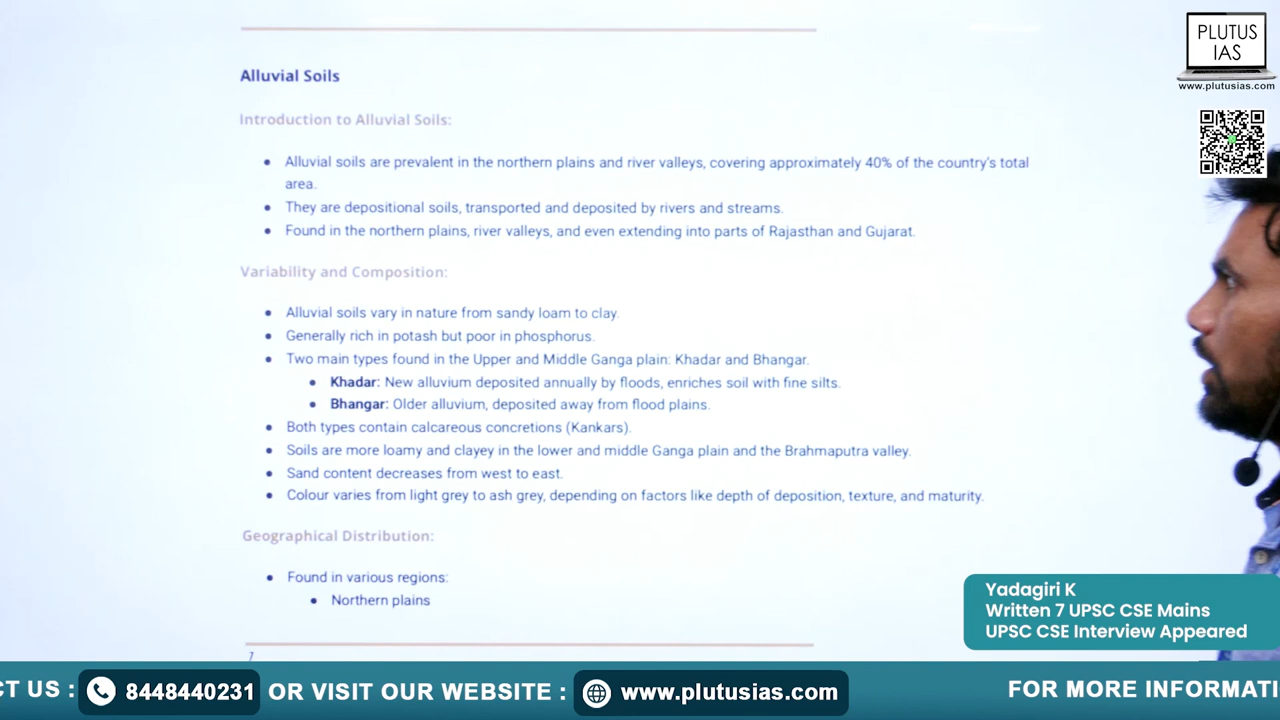 PLUTUS
IAS
www.plutusias.com
Alluvial Soils
Introduction to Alluvial Soils:
• Alluvial soils are prevalent in the northern plains and river valleys, covering approximately 40% of the country's total
area.
• They are depositional soils, transported and deposited by rivers and streams.
• Found in the northern plains, river valleys, and even extending into parts of Rajasthan and Gujarat.
Variability and Composition:
• Alluvial soils vary in nature from sandy loam to clay.
• Generally rich in potash but poor in phosphorus.
• Two main types found in the Upper and Middle Ganga plain: Khadar and Bhangar.
• Khadar: New alluvium deposited annually by floods, enriches soil with fine silts.
• Bhangar: Older alluvium, deposited away from flood plains.
• Both types contain calcareous concretions (Kankars).
• Soils are more loamy and clayey in the lower and middle Ganga plain and the Brahmaputra valley.
• Sand content decreases from west to east.
• Colour varies from light grey to ash grey, depending on factors like depth of deposition, texture, and maturity.
Geographical Distribution:
• Found in various regions:
• Northern plains
7
Yadagiri K
Written 7 UPSC CSE Mains
UPSC CSE Interview Appeared
CT US : 8448440231 OR VISIT OUR WEBSITE : www.plutusias.com FOR MORE INFORMATI